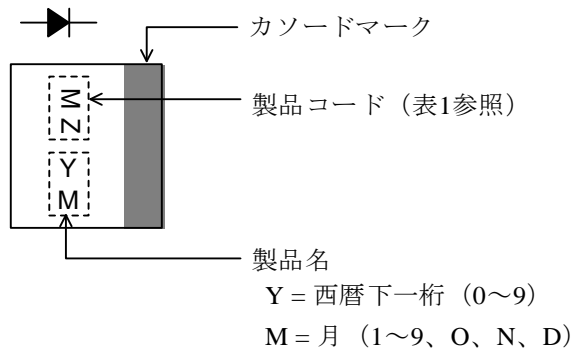 カソードマーク
製品コード（表1参照）
MN
Y
M
製品名
Y = 西暦下一桁（0～9）
M = 月（1～9、O、N、D）